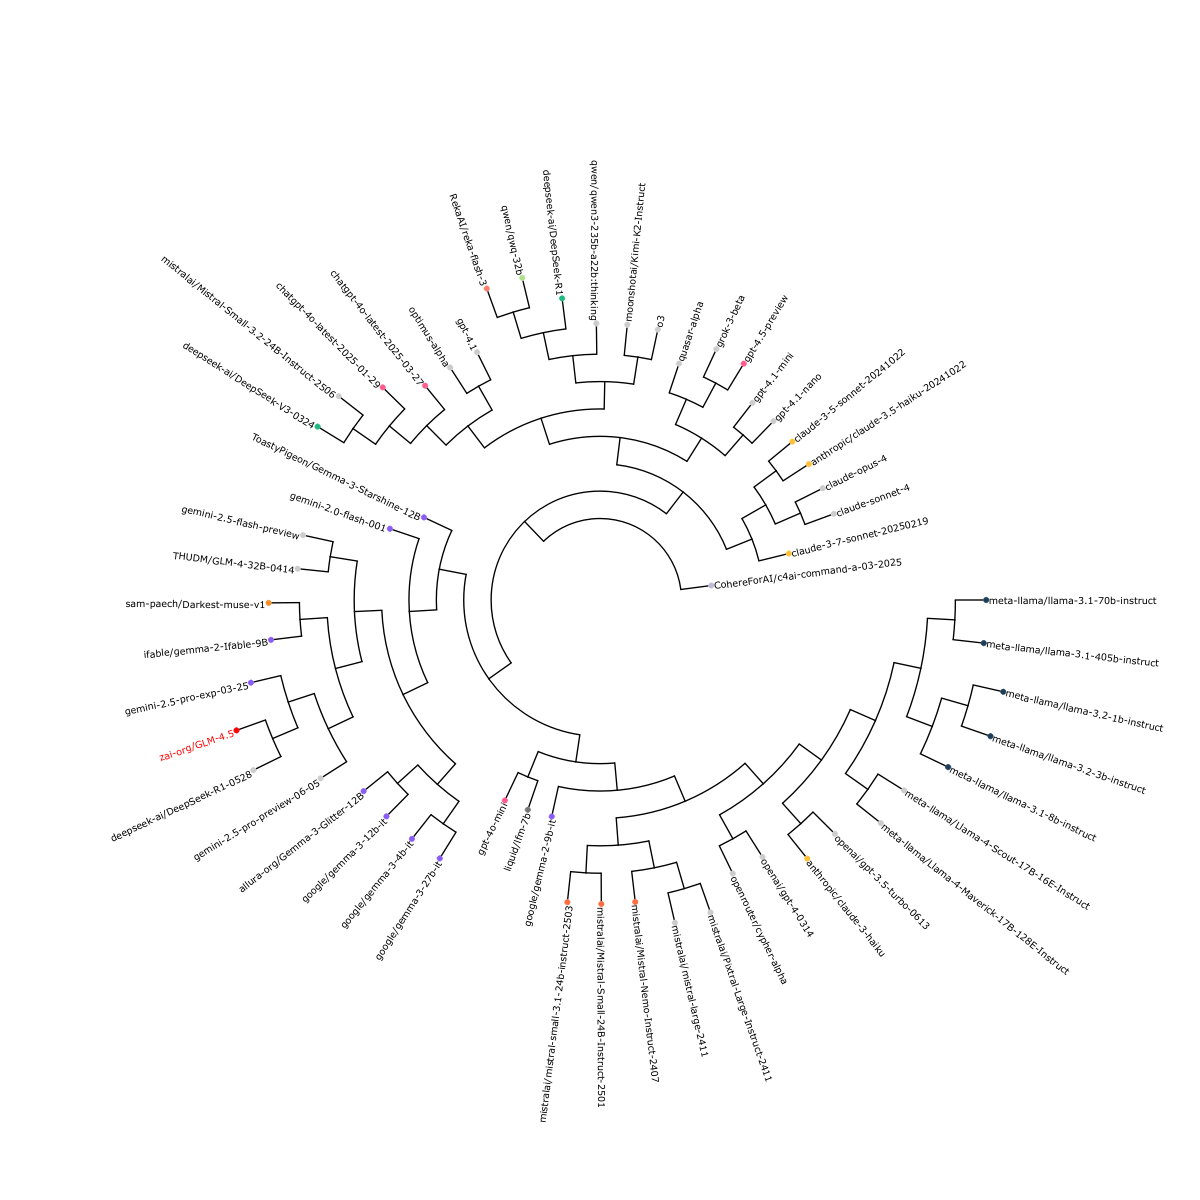 CohereForAI/c4ai-command-a-03-2025
claude-3-7-sonnet-20250219
claude-sonnet-4
claude-opus-4
anthropic/claude-3.5-haiku-20241022
claude-3-5-sonnet-20241022
gpt-4.1-nano
gpt-4.1-mini
gpt-4.5-preview
grok-3-beta
quasar-alpha
o3
moonshotai/Kimi-K2-Instruct
qwen/qwen3-235b-a22b:thinking
deepseek-ai/DeepSeek-R1
qwen/qwq-32b
RekaAI/reka-flash-3
gpt-4.1
optimus-alpha
chatgpt-4o-latest-2025-03-27
chatgpt-4o-latest-2025-01-29
mistralai/Mistral-Small-3.2-24B-Instruct-2506
deepseek-ai/DeepSeek-V3-0324
ToastyPigeon/Gemma-3-Starshine-12B
gemini-2.0-flash-001
gemini-2.5-flash-preview
THUDM/GLM-4-32B-0414
sam-paech/Darkest-muse-v1
ifable/gemma-2-Ifable-9B
gemini-2.5-pro-exp-03-25
zai-org/GLM-4.5
deepseek-ai/DeepSeek-R1-0528
gemini-2.5-pro-preview-06-05
allura-org/Gemma-3-Glitter-12B
google/gemma-3-12b-it
google/gemma-3-4b-it
google/gemma-3-27b-it
gpt-4o-mini
liquid/lfm-7b
google/gemma-2-9b-it
mistralai/mistral-small-3.1-24b-instruct-2503
mistralai/Mistral-Small-24B-Instruct-2501
mistralai/Mistral-Nemo-Instruct-2407
mistralai/mistral-large-2411
mistralai/Pixtral-Large-Instruct-2411
openrouter/cypher-alpha
openai/gpt-4-0314
anthropic/claude-3-haiku
openai/gpt-3.5-turbo-0613
meta-llama/Llama-4-Maverick-17B-128E-Instruct
meta-llama/Llama-4-Scout-17B-16E-Instruct
meta-llama/llama-3.1-8b-instruct
meta-llama/llama-3.2-3b-instruct
meta-llama/llama-3.2-1b-instruct
meta-llama/llama-3.1-405b-instruct
meta-llama/llama-3.1-70b-instruct